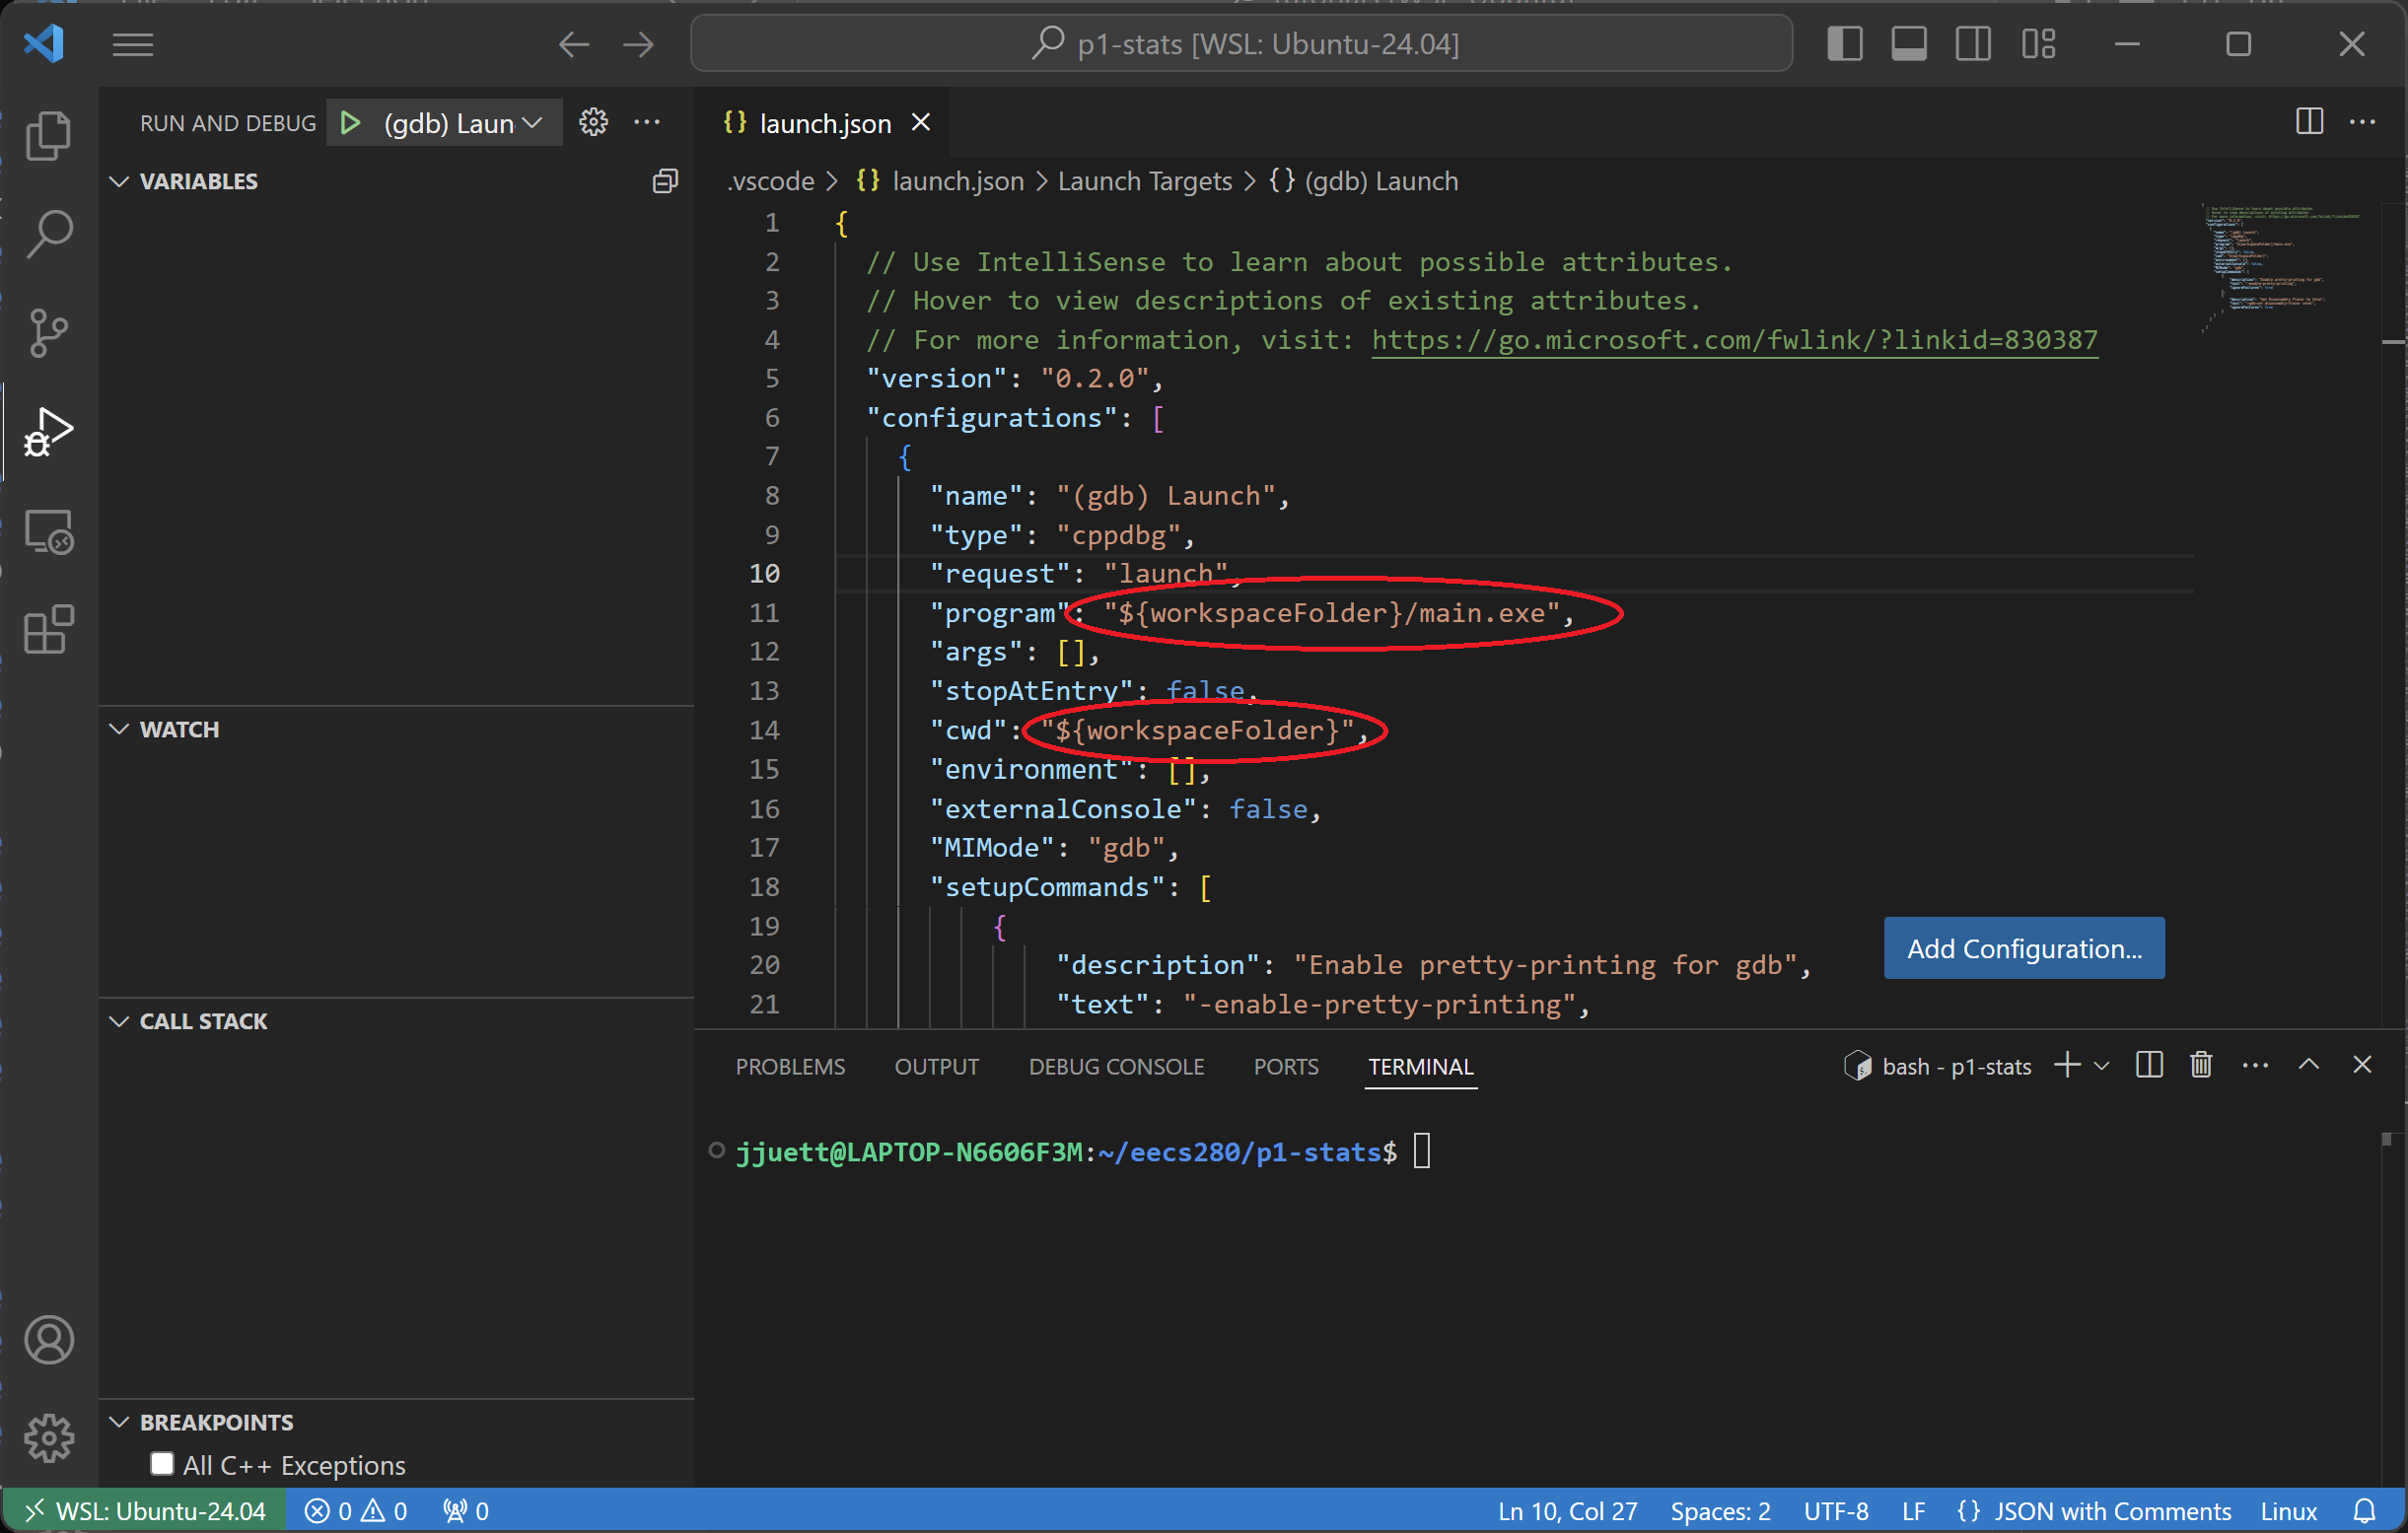 p1-stats [WSL: Ubuntu-24.04]
RUN AND DEBUG
(gdb) Laun
VARIABLES
WATCH
CALL STACK
BREAKPOINTS
All C++ Exceptions
launch.json
.vscode > {} launch.json > Launch Targets > {} (gdb) Launch
1 {
2 // Use IntelliSense to learn about possible attributes.
3 // Hover to view descriptions of existing attributes.
4 // For more information, visit: https://go.microsoft.com/fwlink/?linkid=830387
5 "version": "0.2.0",
6 "configurations": [
7 {
8 "name": "(gdb) Launch",
9 "type": "cppdbg",
10 "request": "launch",
11 "program": "${workspaceFolder}/main.exe",
12 "args": [],
13 "stopAtEntry": false,
14 "cwd": "${workspaceFolder}",
15 "environment": [],
16 "externalConsole": false,
17 "MIMode": "gdb",
18 "setupCommands": [
19 {
20 "description": "Enable pretty-printing for gdb",
21 "text": "-enable-pretty-printing",
Add Configuration...
PROBLEMS OUTPUT DEBUG CONSOLE PORTS TERMINAL
bash - p1-stats
jjuett@LAPTOP-N6606F3M:~/eecs280/p1-stats$
WSL: Ubuntu-24.04 0 0 0
Ln 10, Col 27 Spaces: 2 UTF-8 LF {} JSON with Comments Linux